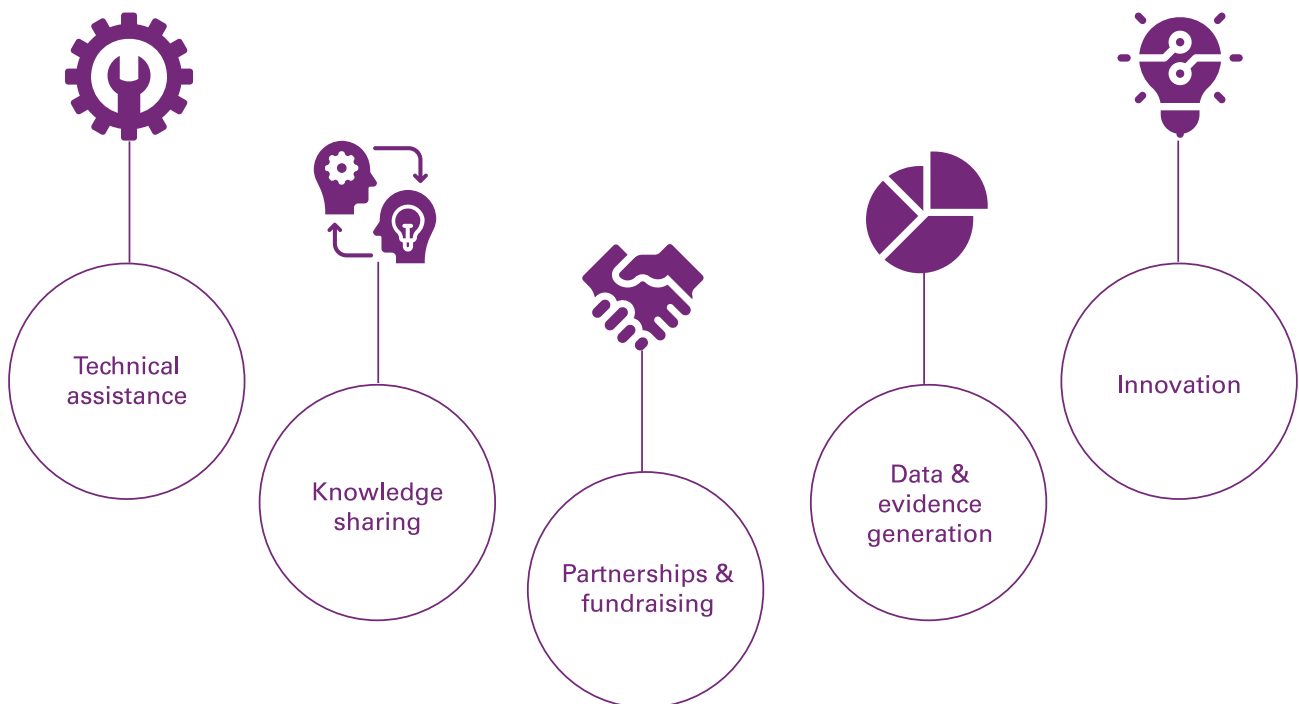 Technical
assistance
Knowledge
sharing
Partnerships &
fundraising
Data &
evidence
generation
Innovation